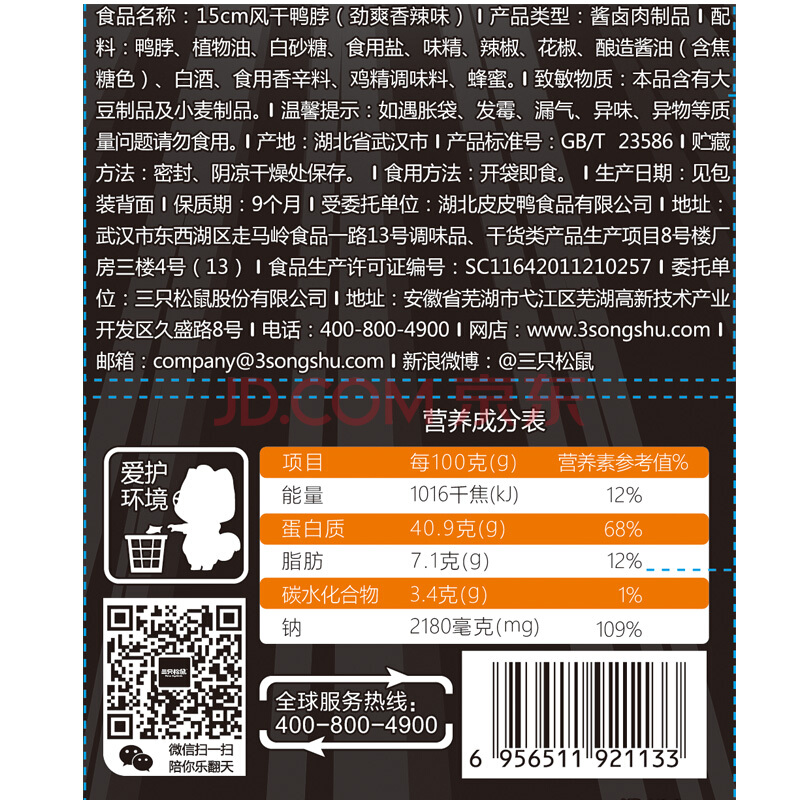 食品名称：15cm风干鸭脖（劲爽香辣味）I 产品类型：酱卤肉制品 I 配
料：鸭脖、植物油、白砂糖、食用盐、味精、辣椒、花椒、酿造酱油（含焦
糖色）、白酒、食用香辛料、鸡精调味料、蜂蜜。I 致敏物质：本品含有大
豆制品及小麦制品。I 温馨提示：如遇胀袋、发霉、漏气、异味、异物等质
量问题请勿食用。I 产地：湖北省武汉市 I 产品标准号：GB/T 23586 I 贮藏
方法：密封、阴凉干燥处保存。I 食用方法：开袋即食。I 生产日期：见包
装背面 I 保质期：9个月 I 受委托单位：湖北皮皮鸭食品有限公司 I 地址：
武汉市东西湖区走马岭食品一路13号调味品、干货类产品生产项目8号楼厂
房三楼4号（13）I 食品生产许可证编号：SC11642011210257 I 委托单
位：三只松鼠股份有限公司 I 地址：安徽省芜湖市弋江区芜湖高新技术产业
开发区久盛路8号 I 电话：400-800-4900 I 网店：www.3songshu.com I
邮箱：company@3songshu.com I 新浪微博：@三只松鼠
JD.COM 京东
营养成分表
项目 每100克(g) 营养素参考值%
能量 1016千焦(kJ) 12%
蛋白质 40.9克(g) 68%
脂肪 7.1克(g) 12%
碳水化合物 3.4克(g) 1%
钠 2180毫克(mg) 109%
爱护
环境
三只松鼠
微信扫一扫
陪你乐翻天
全球服务热线：
400-800-4900
6 956511 921133